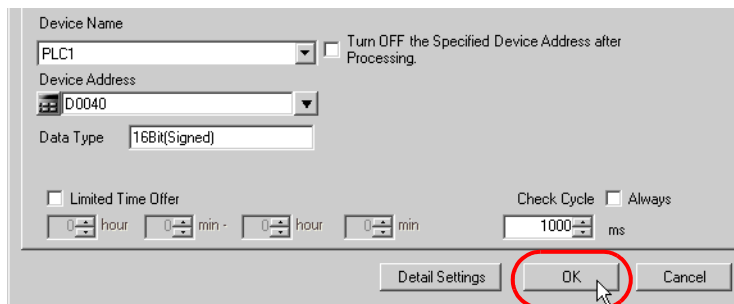 Device Name
PLC1
Turn OFF the Specified Device Address after
Processing.
Device Address
D0040
Data Type 16Bit(Signed)
Limited Time Offer Check Cycle Always
0 hour 0 min - 0 hour 0 min 1000 ms
Detail Settings OK Cancel